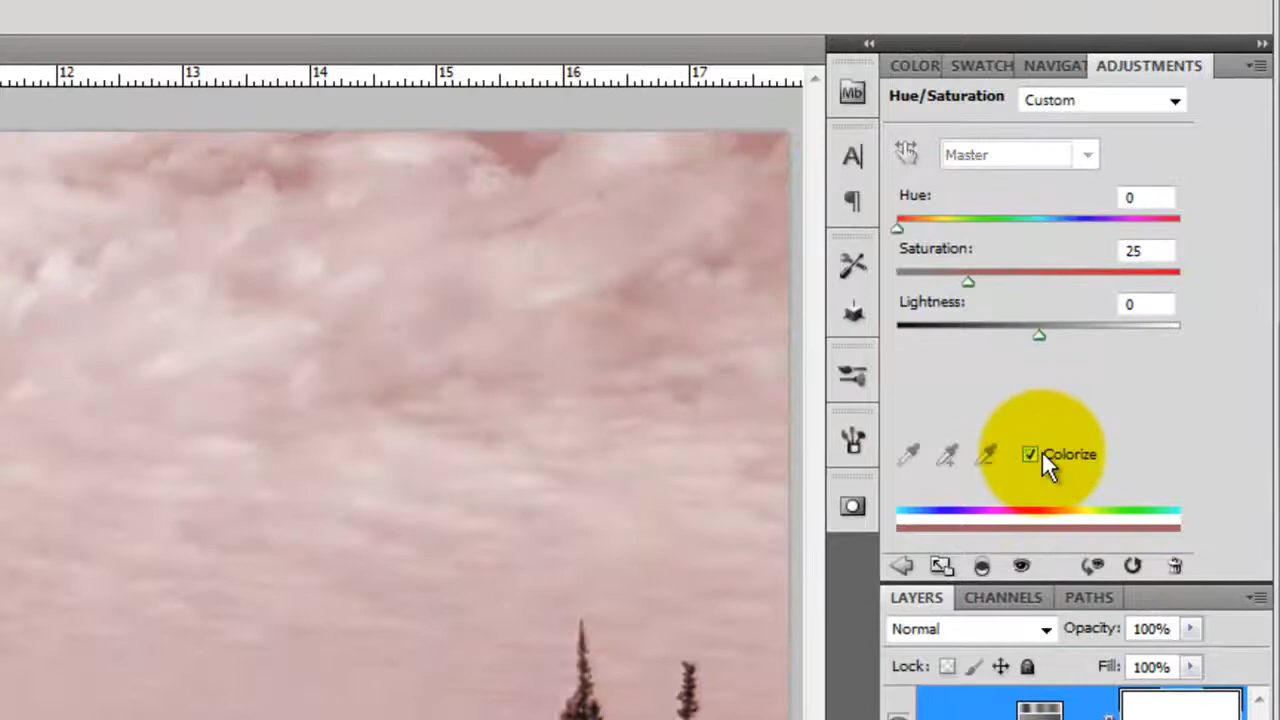 12 13 14 15 16 17
COLOR SWATCH NAVIGAT ADJUSTMENTS
Mb
Hue/Saturation Custom
A
Master
Hue: 0
Saturation: 25
Lightness: 0
Colorize
LAYERS CHANNELS PATHS
Normal Opacity: 100%
Lock: Fill: 100%